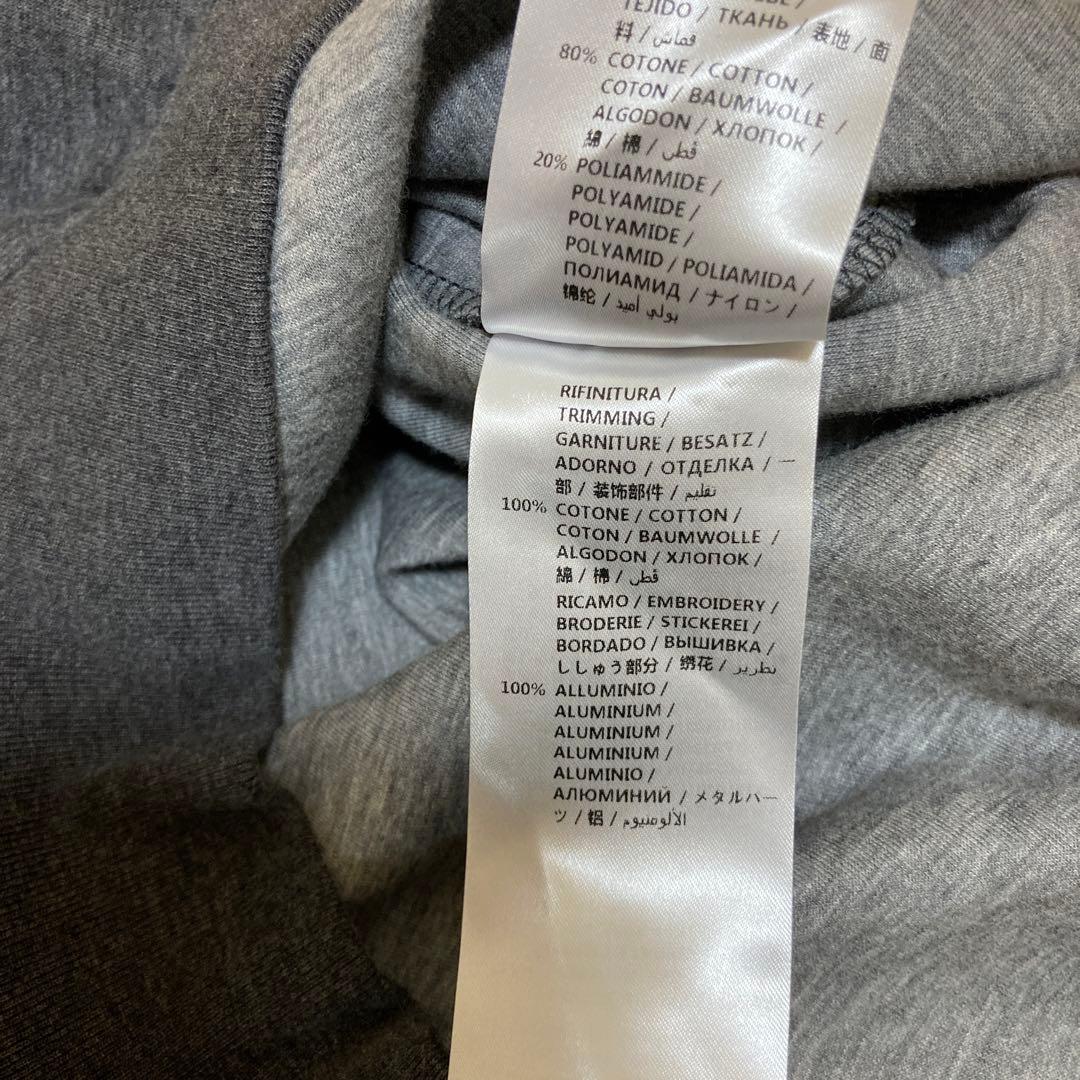 TEJIDO / ТКАНЬ / 表地 / 面
料 / قماش
80% COTONE / COTTON /
COTON / BAUMWOLLE /
ALGODON / ХЛОПОК /
綿 / 棉 / قطن
20% POLIAMMIDE /
POLYAMIDE /
POLYAMIDE /
POLYAMID / POLIAMIDA /
ПОЛИАМИД / ナイロン /
锦纶 / بولي أميد
RIFINITURA /
TRIMMING /
GARNITURE / BESATZ /
ADORNO / ОТДЕЛКА / 一
部 / 装饰部件 / تقليم
100% COTONE / COTTON /
COTON / BAUMWOLLE /
ALGODON / ХЛОПОК /
綿 / 棉 / قطن
RICAMO / EMBROIDERY /
BRODERIE / STICKEREI /
BORDADO / ВЫШИВКА /
ししゅう部分 / 绣花 / تطريز
100% ALLUMINIO /
ALUMINIUM /
ALUMINIUM /
ALUMINIUM /
ALUMINIO /
АЛЮМИНИЙ / メタルパー
ツ / 铝 / الألومنيوم